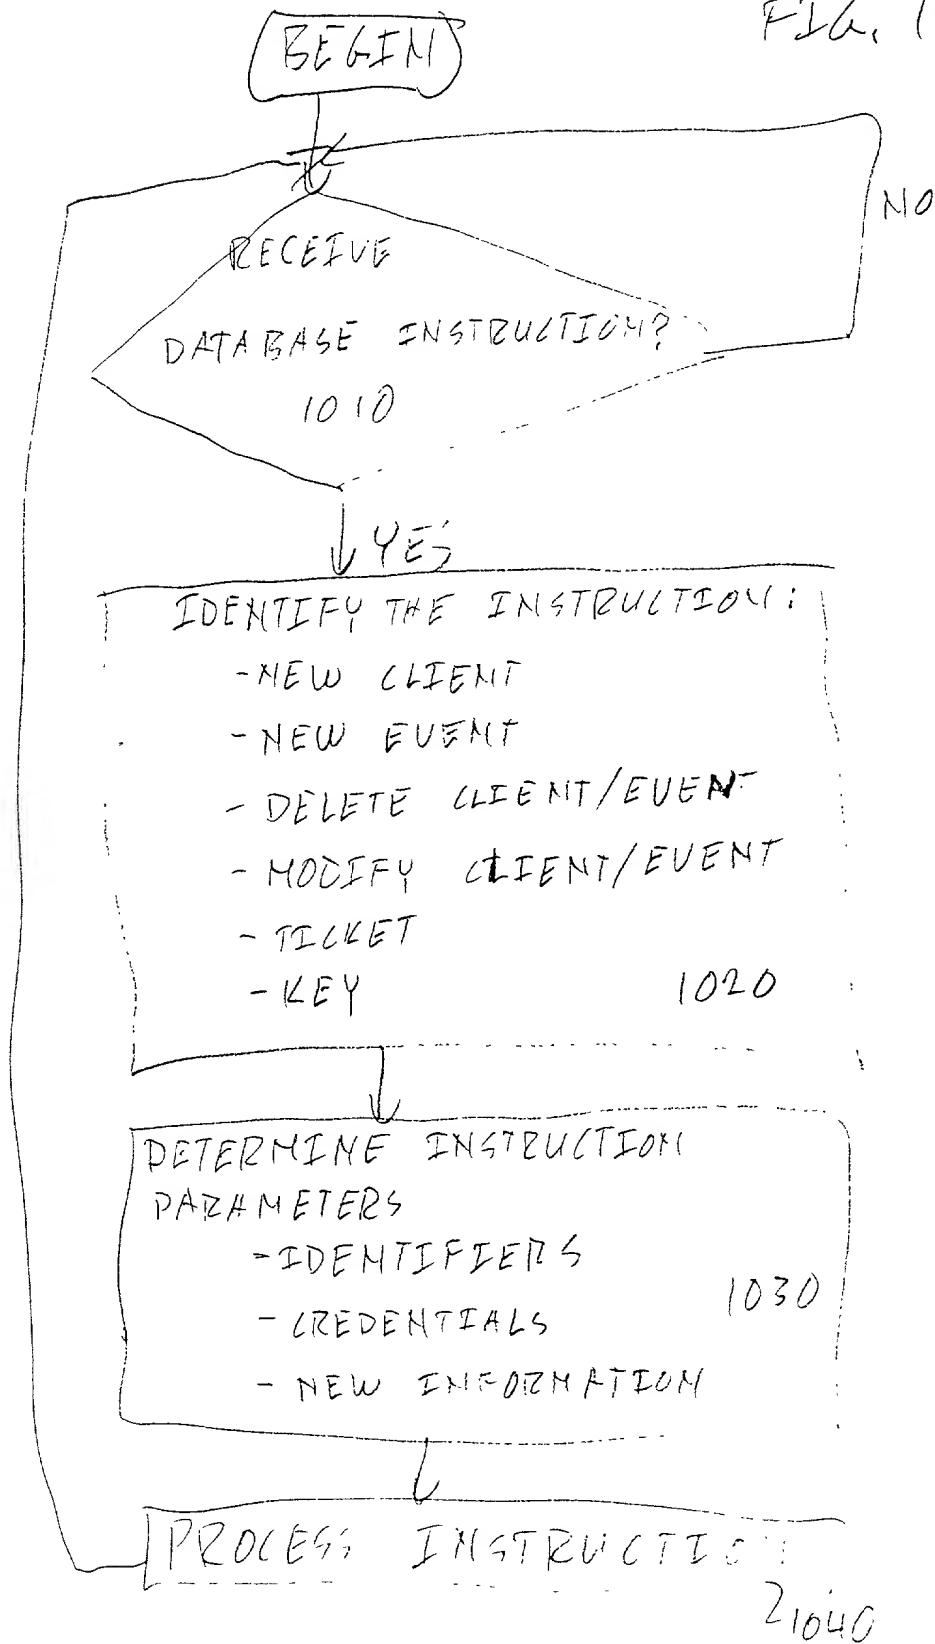 FIG. 1
BEGIN
NO
RECEIVE
DATABASE INSTRUCTION?
1010
YES
IDENTIFY THE INSTRUCTION:
-NEW CLIENT
-NEW EVENT
- DELETE CLIENT/EVENT
- MODIFY CLIENT/EVENT
- TICKET
- KEY 1020
DETERMINE INSTRUCTION
PARAMETERS
-IDENTIFIERS
1030
- CREDENTIALS
- NEW INFORMATION
PROCESS INSTRUCTION
1040